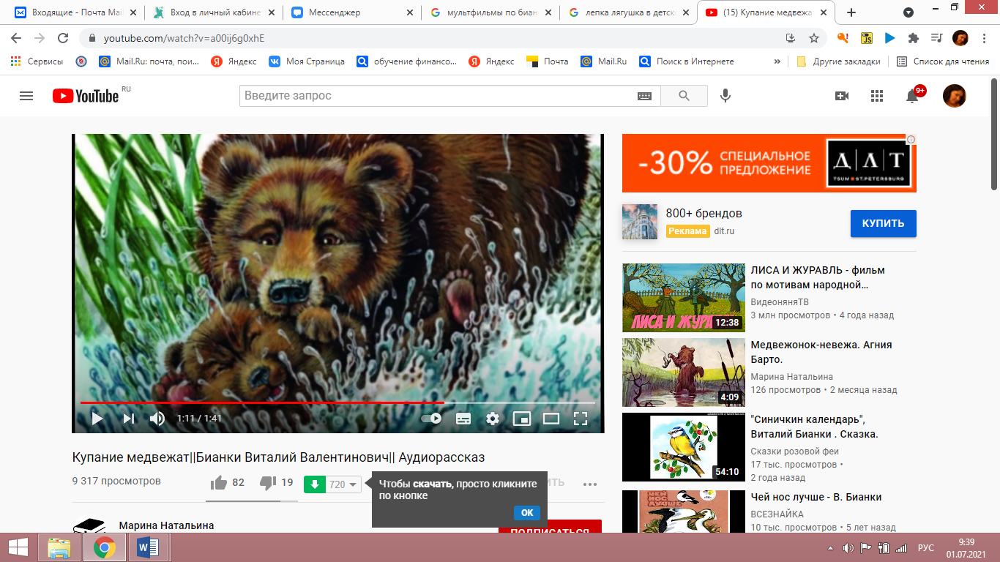 Входящие - Почта Mail
Вход в личный кабине
Мессенджер
мультфильмы по биан
лепка лягушка в детск
(15) Купание медвежа
youtube.com/watch?v=a00ij6g0xhE
JS
Сервисы
Mail.Ru: почта, пои...
Яндекс
Моя Страница
обучение финансо...
Яндекс
Почта
Mail.Ru
Поиск в Интернете
»
Другие закладки
Список для чтения
YouTube RU
Введите запрос
9+
-30% СПЕЦИАЛЬНОЕ
ПРЕДЛОЖЕНИЕ
Д|Л|Т
TSUM ST.PETERSBURG
800+ брендов
Реклама dlt.ru
КУПИТЬ
ЛИСА И ЖУРАВЛЬ - фильм
по мотивам народной...
ВидеоняняТВ
3 млн просмотров • 4 года назад
ЛИСА И ЖУРА
12:38
Медвежонок-невежа. Агния
Барто.
Марина Натальина
126 просмотров • 2 месяца назад
4:09
"Синичкин календарь",
Виталий Бианки . Сказка.
Сказки розовой феи
17 тыс. просмотров •
2 года назад
54:10
Чей нос лучше - В. Бианки
ВСЕЗНАЙКА
10 тыс. просмотров • 5 лет назад
ЧЕЙ НОС
ЛУЧШЕ
1:11 / 1:41
Купание медвежат||Бианки Виталий Валентинович|| Аудиорассказ
9 317 просмотров
82
19
720
Чтобы скачать, просто кликните
по кнопке
ОК
ИТЬ
Марина Натальина
ПОДПИСАТЬСЯ
РУС
9:39
01.07.2021